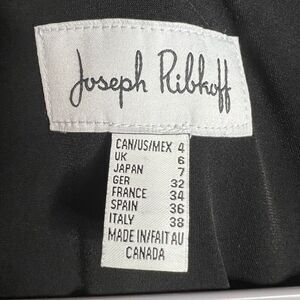 Joseph Ribkoff
CAN/US/MEX 4
UK 6
JAPAN 7
GER 32
FRANCE 34
SPAIN 36
ITALY 38
MADE IN/FAIT AU
CANADA